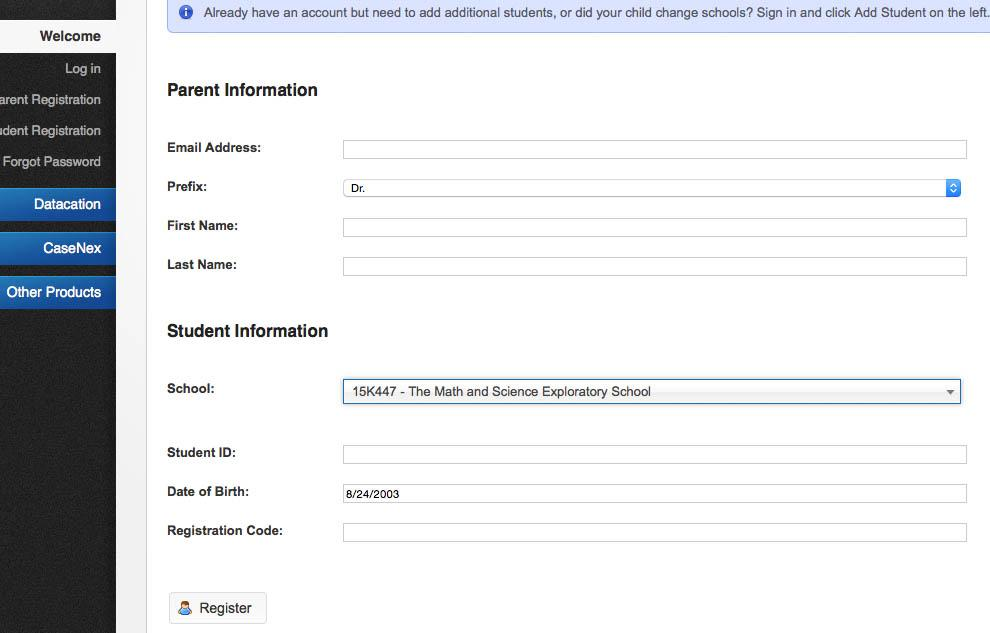 Already have an account but need to add additional students, or did your child change schools? Sign in and click Add Student on the left.
Welcome
Log in
arent Registration
udent Registration
Forgot Password
Datacation
CaseNex
Other Products
Parent Information
Email Address:
Prefix: Dr.
First Name:
Last Name:
Student Information
School: 15K447 - The Math and Science Exploratory School
Student ID:
Date of Birth: 8/24/2003
Registration Code:
Register